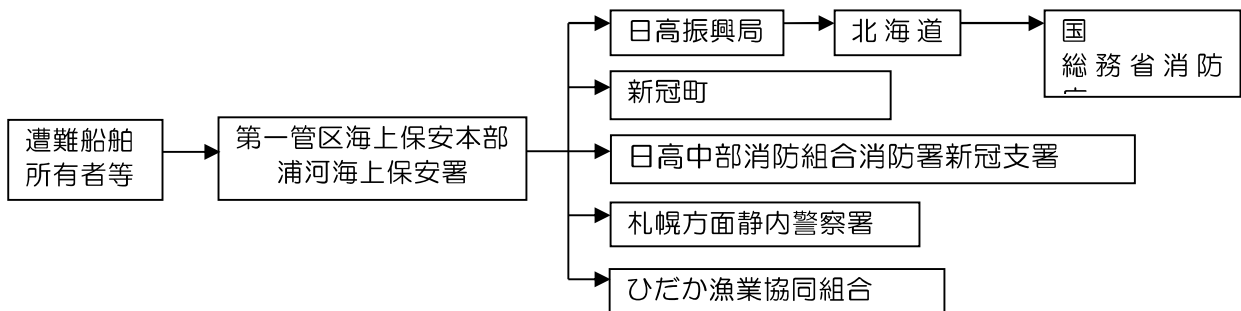 日高振興局
北海道
国
総務省消防
新冠町
遭難船舶
所有者等
第一管区海上保安本部
浦河海上保安署
日高中部消防組合消防署新冠支署
札幌方面静内警察署
ひだか漁業協同組合